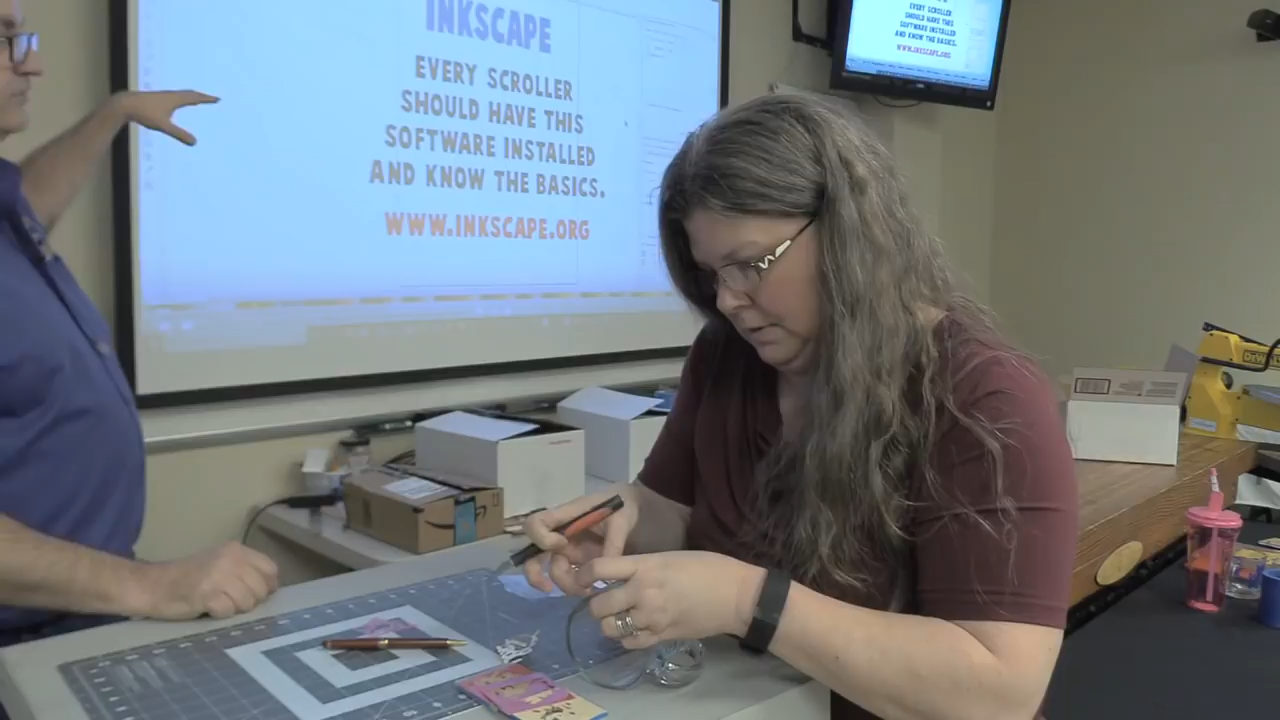 INKSCAPE
EVERY SCROLLER
SHOULD HAVE THIS
SOFTWARE INSTALLED
AND KNOW THE BASICS.
WWW.INKSCAPE.ORG
EVERY SCROLLER
SHOULD HAVE THIS
SOFTWARE INSTALLED
AND KNOW THE BASICS.
WWW.INKSCAPE.ORG